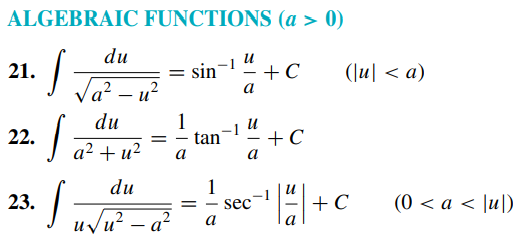 ALGEBRAIC FUNCTIONS (a > 0)
21. ∫ du / √(a² – u²) = sin⁻¹ u/a + C (|u| < a)
22. ∫ du / (a² + u²) = 1/a tan⁻¹ u/a + C
23. ∫ du / (u√(u² – a²)) = 1/a sec⁻¹ |u/a| + C (0 < a < |u|)